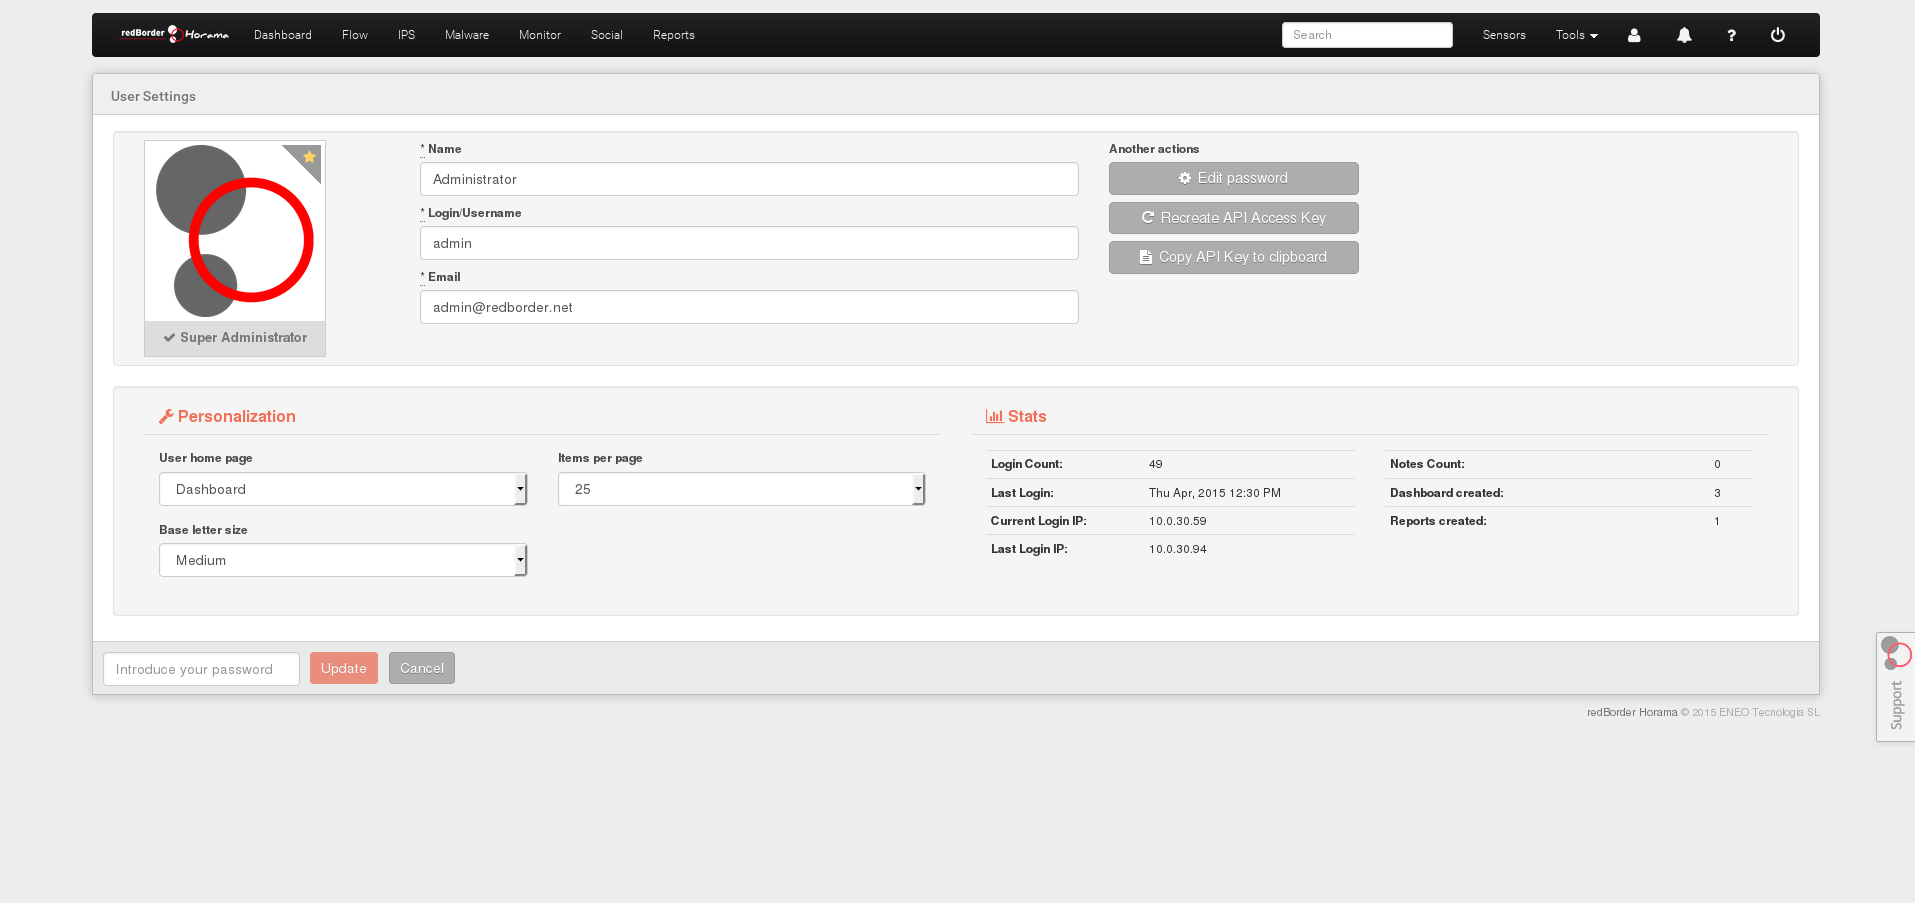 redBorder Horama Dashboard Flow IPS Malware Monitor Social Reports Search Sensors Tools ?
User Settings
* Name
Administrator
* Login/Username
admin
* Email
admin@redborder.net
Super Administrator
Another actions
Edit password
Recreate API Access Key
Copy API Key to clipboard
Personalization
User home page
Dashboard
Items per page
25
Base letter size
Medium
Stats
Login Count: 49
Last Login: Thu Apr, 2015 12:30 PM
Current Login IP: 10.0.30.59
Last Login IP: 10.0.30.94
Notes Count: 0
Dashboard created: 3
Reports created: 1
Introduce your password Update Cancel
Support
redBorder Horama © 2015 ENEO Tecnologia SL